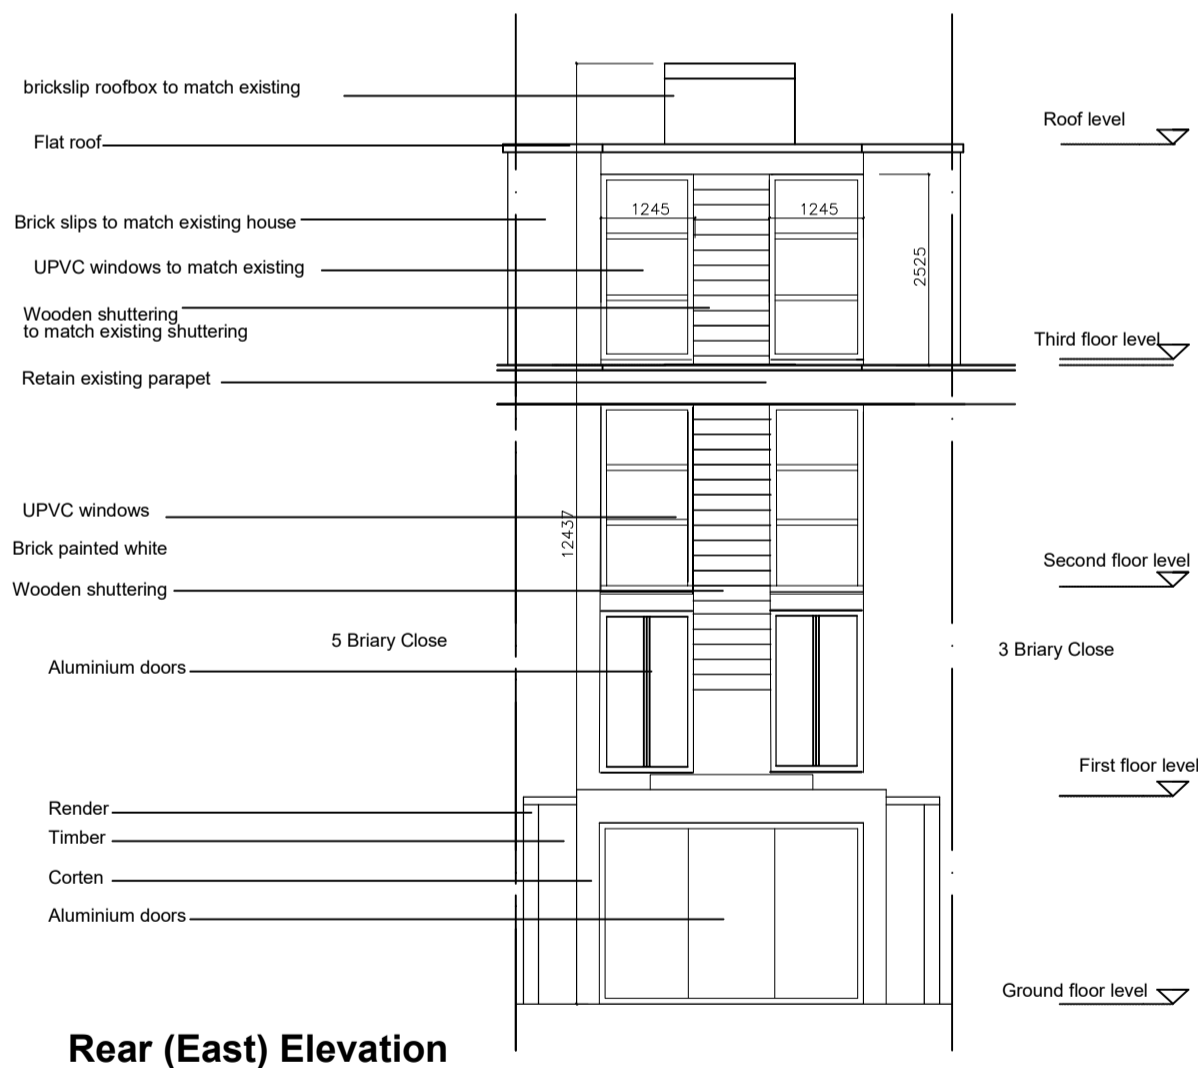 brickslip roofbox to match existing
Roof level
Flat roof
1245
1245
Brick slips to match existing house
2525
UPVC windows to match existing
Wooden shuttering
to match existing shuttering
Third floor level
Retain existing parapet
UPVC windows
12437
Brick painted white
Second floor level
Wooden shuttering
5 Briary Close
3 Briary Close
Aluminium doors
First floor level
Render
Timber
Corten
Aluminium doors
Ground floor level
Rear (East) Elevation